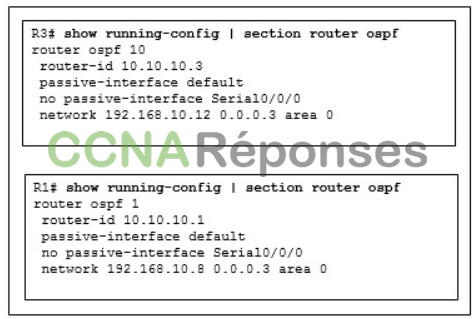 R3# show running-config | section router ospf
router ospf 10
router-id 10.10.10.3
passive-interface default
no passive-interface Serial0/0/0
network 192.168.10.12 0.0.0.3 area 0
CCNARéponses
R1# show running-config | section router ospf
router ospf 1
router-id 10.10.10.1
passive-interface default
no passive-interface Serial0/0/0
network 192.168.10.8 0.0.0.3 area 0